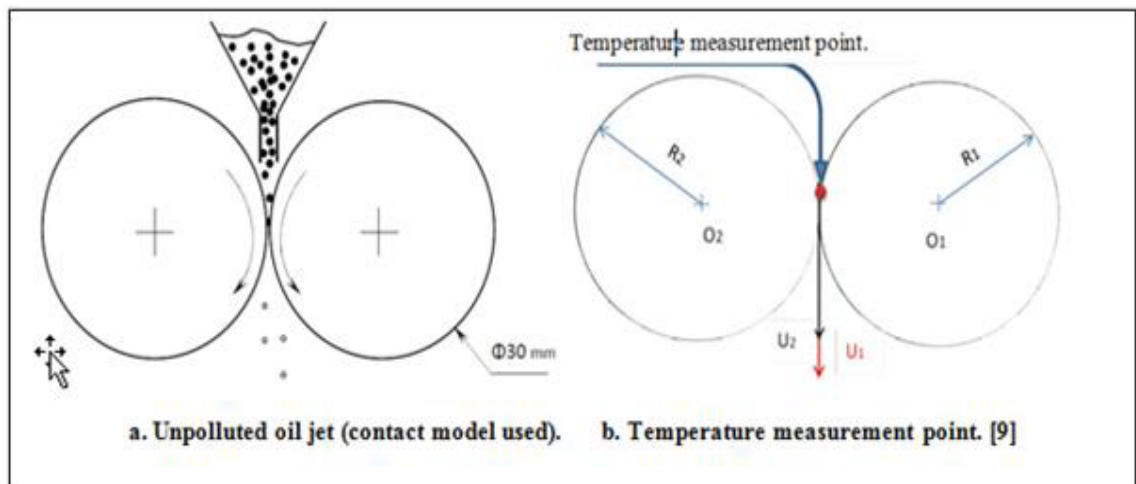 Temperature measurement point.
R2
R1
O2
O1
U2
U1
Φ30 mm
a. Unpolluted oil jet (contact model used).
b. Temperature measurement point. [9]